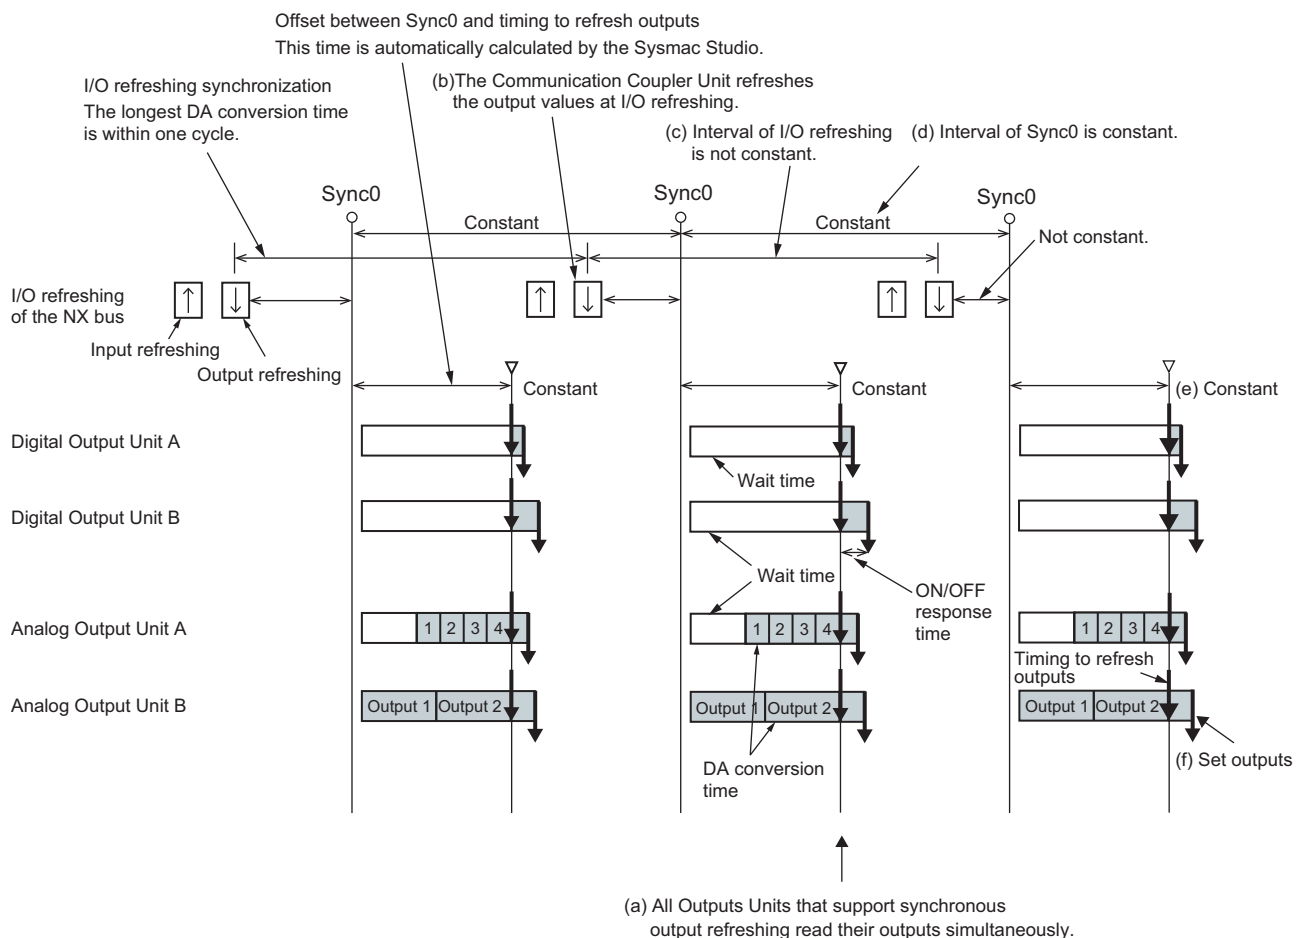 Offset between Sync0 and timing to refresh outputs
This time is automatically calculated by the Sysmac Studio.
I/O refreshing synchronization
The longest DA conversion time
is within one cycle.
(b)The Communication Coupler Unit refreshes
the output values at I/O refreshing.
(c) Interval of I/O refreshing
is not constant.
(d) Interval of Sync0 is constant.
Sync0
Sync0
Sync0
Constant
Constant
Not constant.
I/O refreshing
of the NX bus
Input refreshing
Output refreshing
Constant
Constant
(e) Constant
Digital Output Unit A
Wait time
Digital Output Unit B
Wait time
ON/OFF
response
time
Analog Output Unit A
1 2 3 4
1 2 3 4
1 2 3 4
Timing to refresh
outputs
Analog Output Unit B
Output 1 Output 2
Output 1 Output 2
Output 1 Output 2
DA conversion
time
(f) Set outputs
(a) All Outputs Units that support synchronous
output refreshing read their outputs simultaneously.